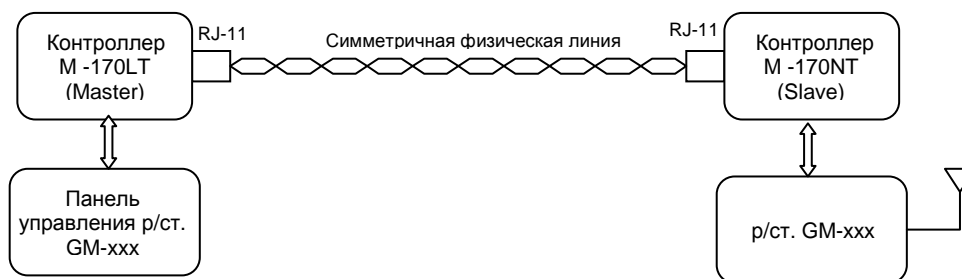 Контроллер
М -170LT
(Master)
RJ-11
Симметричная физическая линия
RJ-11
Контроллер
М -170NT
(Slave)
Панель
управления р/ст.
GM-xxx
р/ст. GM-xxx